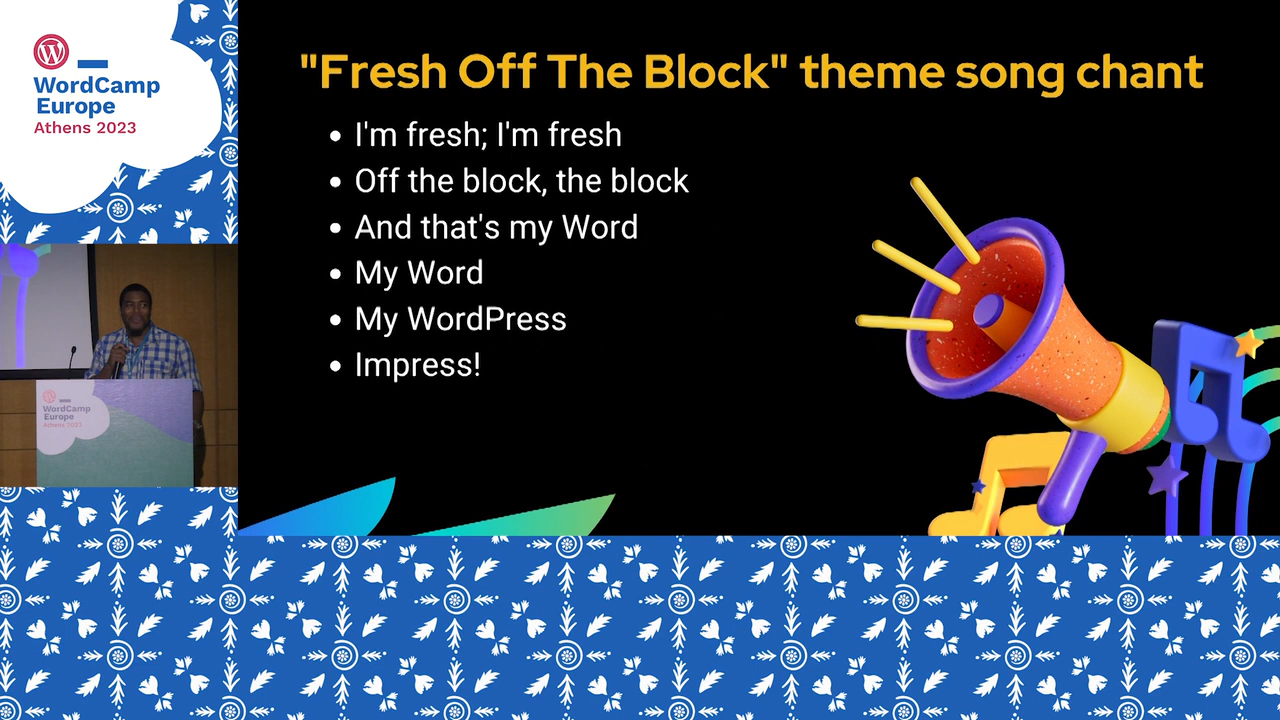 WordCamp
Europe
Athens 2023
"Fresh Off The Block" theme song chant
• I'm fresh; I'm fresh
• Off the block, the block
• And that's my Word
• My Word
• My WordPress
• Impress!
WordCamp
Europe
Athens 2023